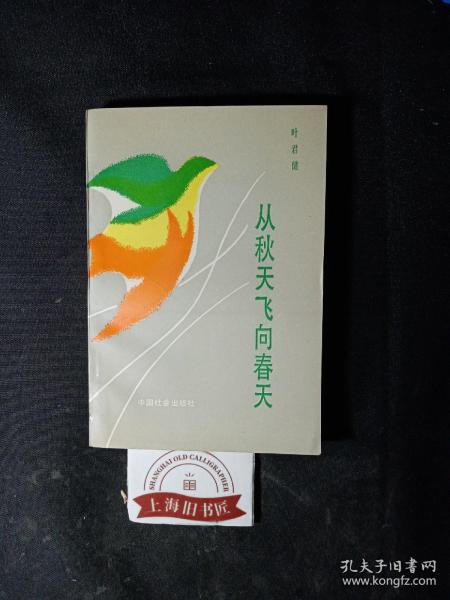 叶君健
从秋天飞向春天
中国社会出版社
SHANGHAI OLD CALLIGRAPHER
上海旧书店
孔夫子旧书网
www.kongfz.com